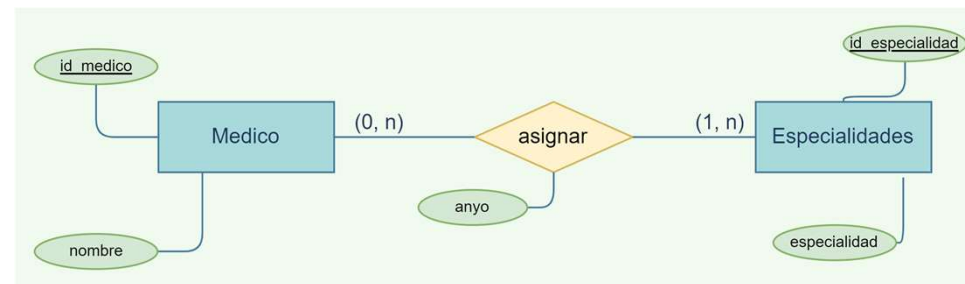 id_especialidad
id_medico
Medico
(0, n)
asignar
(1, n)
Especialidades
anyo
nombre
especialidad